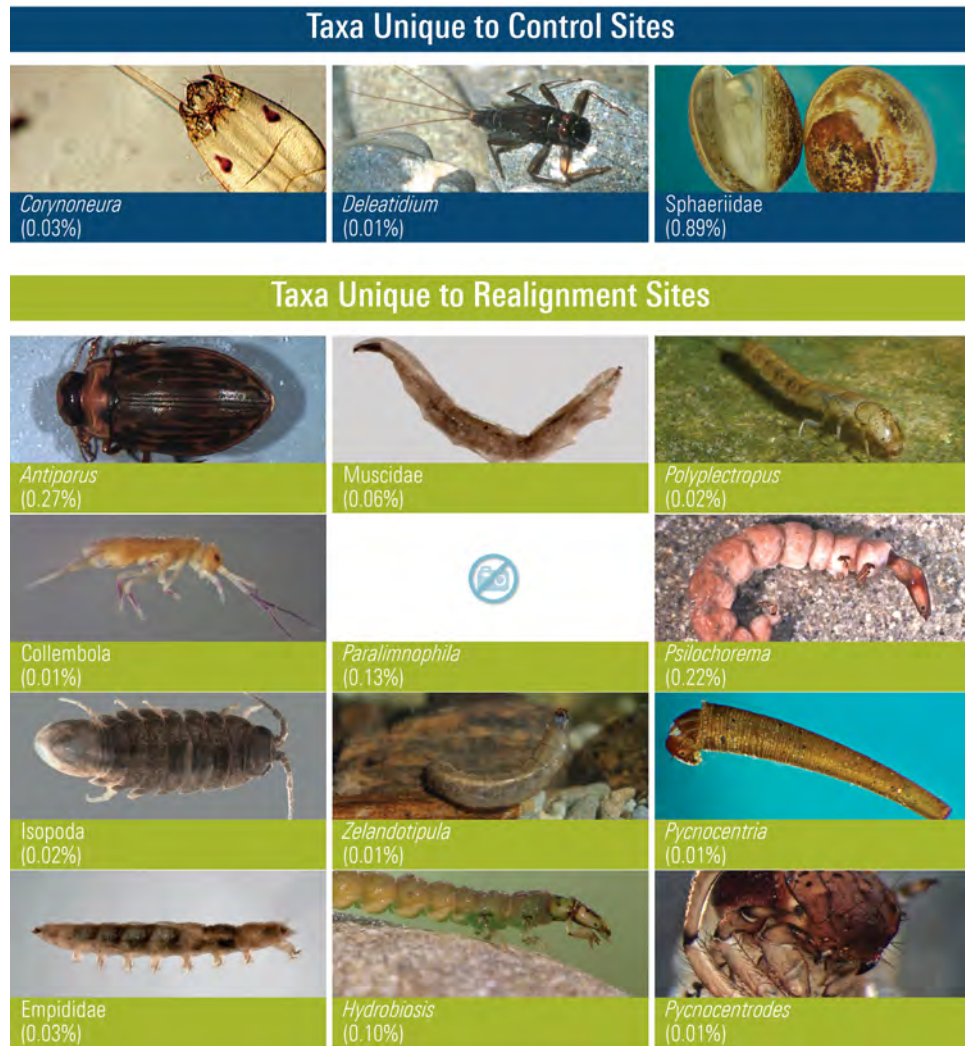 Taxa Unique to Control Sites
Corynoneura
(0.03%)
Deleatidium
(0.01%)
Sphaeriidae
(0.89%)
Taxa Unique to Realignment Sites
Antiporus
(0.27%)
Muscidae
(0.06%)
Polyplectropus
(0.02%)
Collembola
(0.01%)
Paralimnophila
(0.13%)
Psilochorema
(0.22%)
Isopoda
(0.02%)
Zelandotipula
(0.01%)
Pycnocentria
(0.01%)
Empididae
(0.03%)
Hydrobiosis
(0.10%)
Pycnocentrodes
(0.01%)